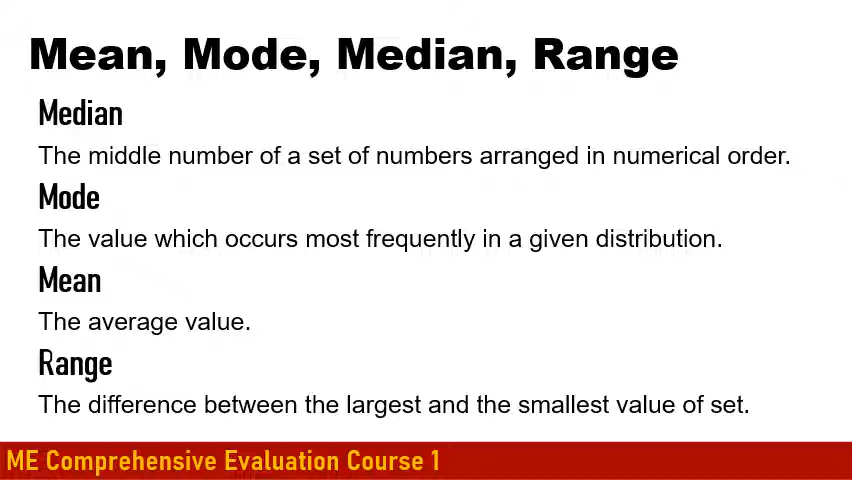 Mean, Mode, Median, Range
Median
The middle number of a set of numbers arranged in numerical order.
Mode
The value which occurs most frequently in a given distribution.
Mean
The average value.
Range
The difference between the largest and the smallest value of set.
ME Comprehensive Evaluation Course 1